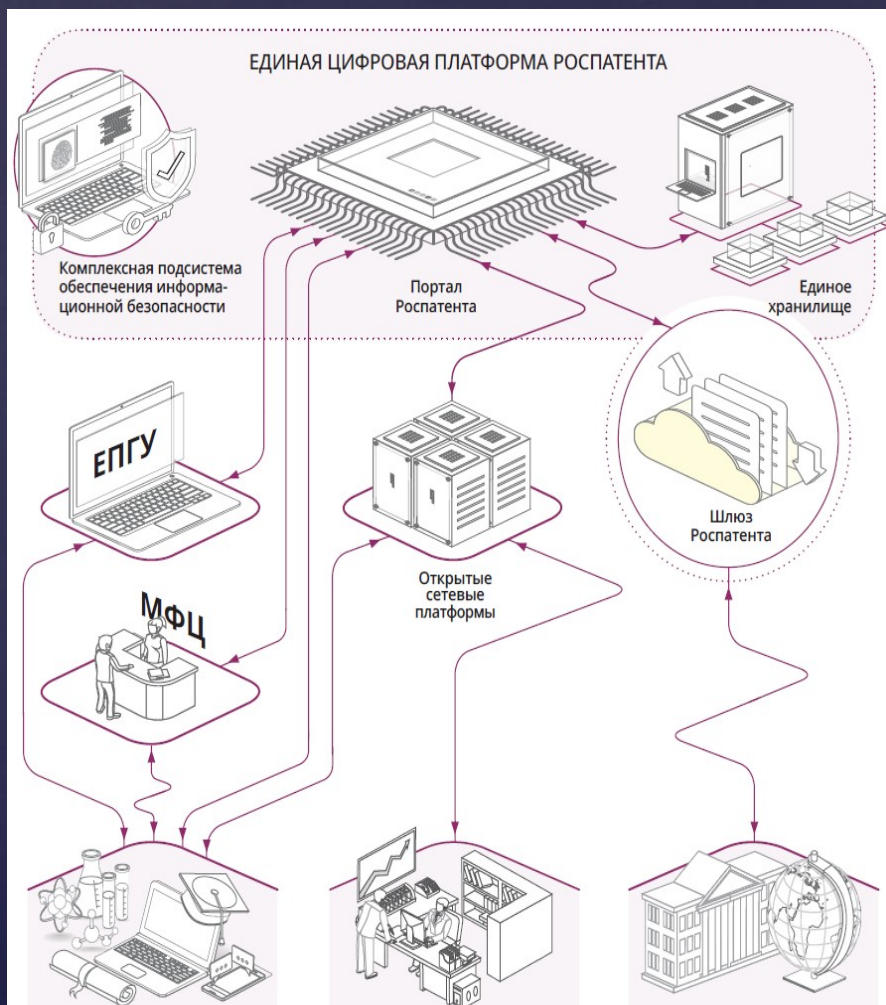 ЕДИНАЯ ЦИФРОВАЯ ПЛАТФОРМА РОСПАТЕНТА
Комплексная подсистема
обеспечения информа-
ционной безопасности
Портал
Роспатента
Единое
хранилище
ЕПГУ
Шлюз
Роспатента
Открытые
сетевые
платформы
МФЦ